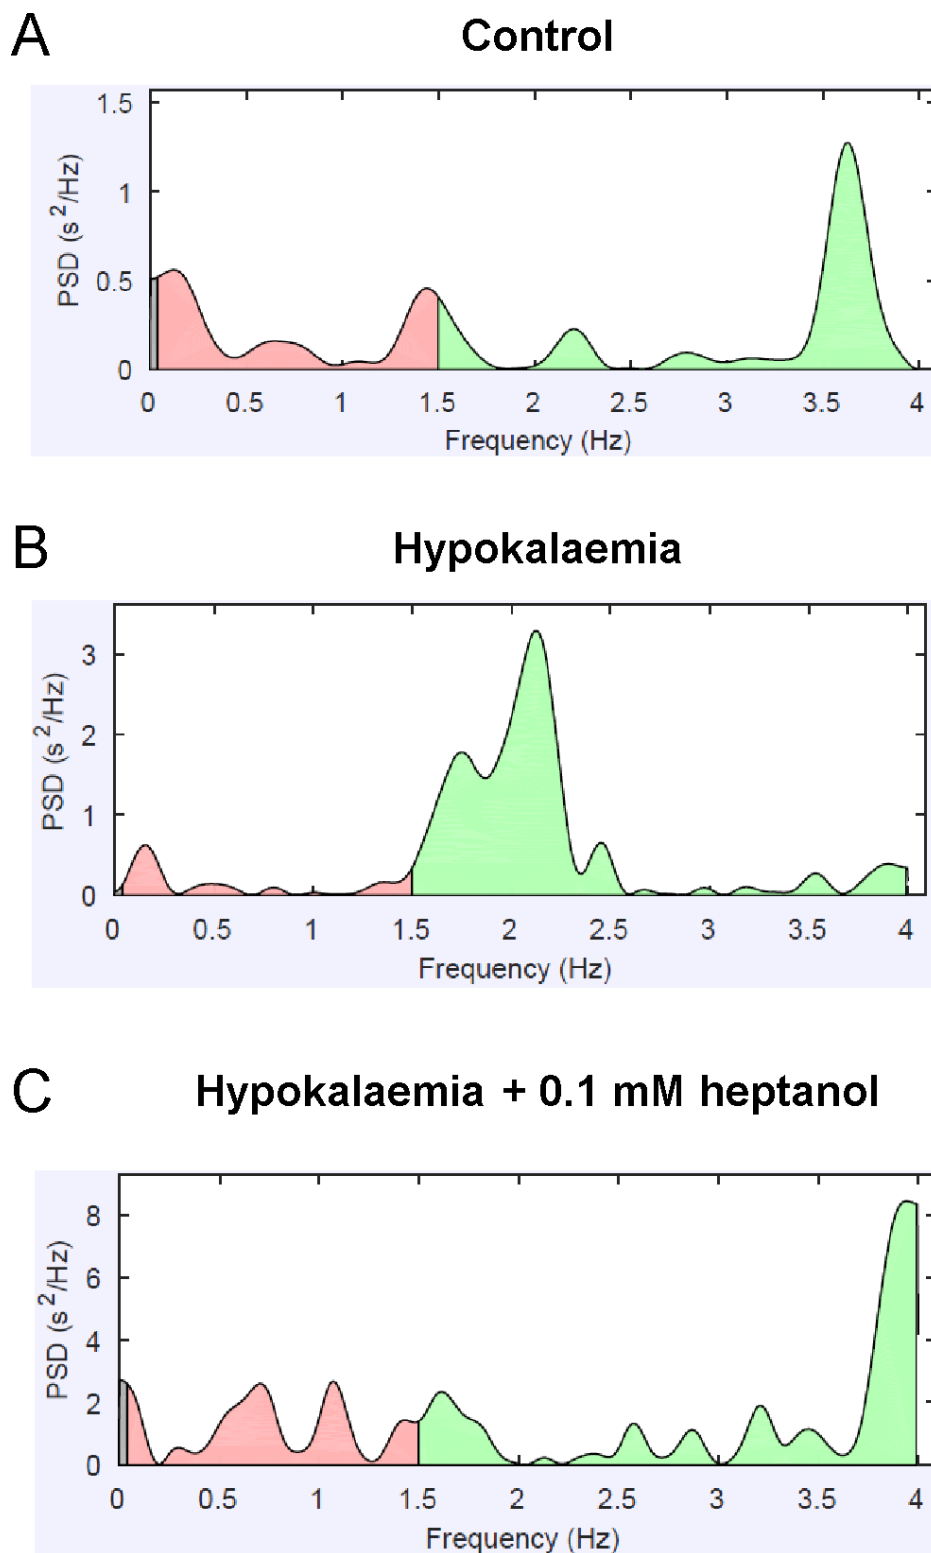 A
Control
1.5
1
0.5
0
PSD (s²/Hz)
0 0.5 1 1.5 2 2.5 3 3.5 4
Frequency (Hz)
B
Hypokalaemia
3
2
1
0
PSD (s²/Hz)
0 0.5 1 1.5 2 2.5 3 3.5 4
Frequency (Hz)
C
Hypokalaemia + 0.1 mM heptanol
8
6
4
2
0
PSD (s²/Hz)
0 0.5 1 1.5 2 2.5 3 3.5 4
Frequency (Hz)